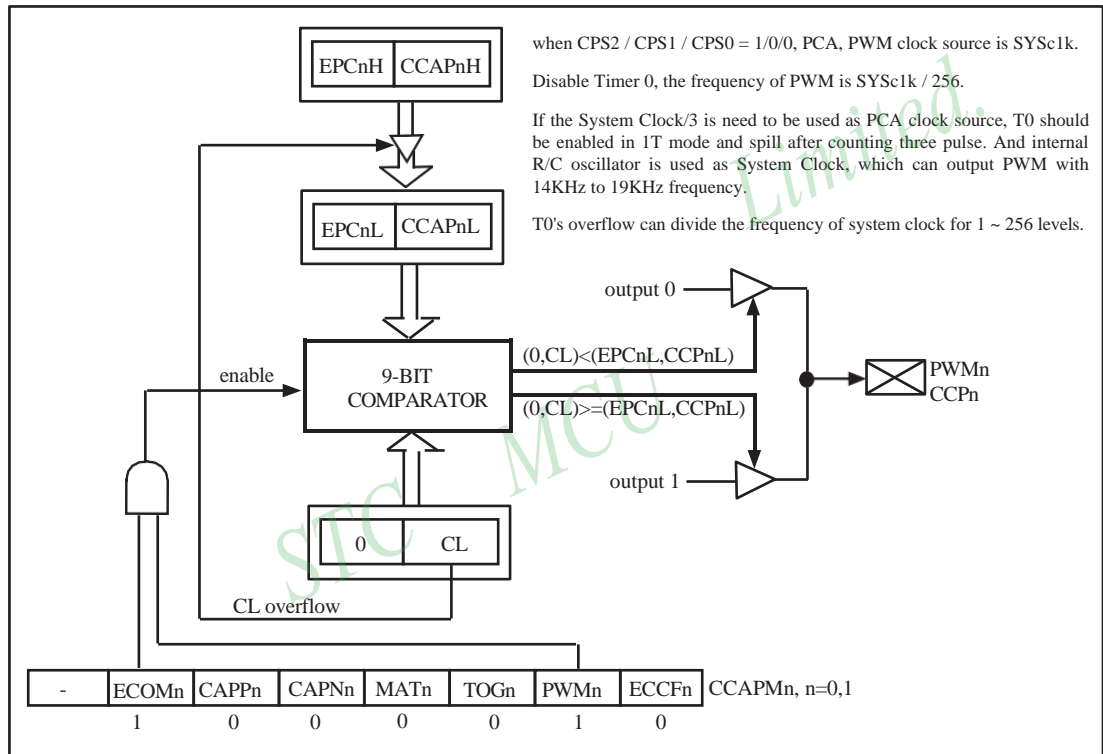 when CPS2 / CPS1 / CPS0 = 1/0/0, PCA, PWM clock source is SYSc1k.
Disable Timer 0, the frequency of PWM is SYSc1k / 256.
If the System Clock/3 is need to be used as PCA clock source, T0 should
be enabled in 1T mode and spill after counting three pulse. And internal
R/C oscillator is used as System Clock, which can output PWM with
14KHz to 19KHz frequency.
T0's overflow can divide the frequency of system clock for 1 ~ 256 levels.
EPCnH CCAPnH
EPCnL CCAPnL
output 0
(0,CL)<(EPCnL,CCPnL)
enable
9-BIT
COMPARATOR
PWMn
CCPn
(0,CL)>=(EPCnL,CCPnL)
output 1
0 CL
CL overflow
- ECOMn CAPPn CAPNn MATn TOGn PWMn ECCFn CCAPMn, n=0,1
1 0 0 0 0 1 0
STC MCU Limited.